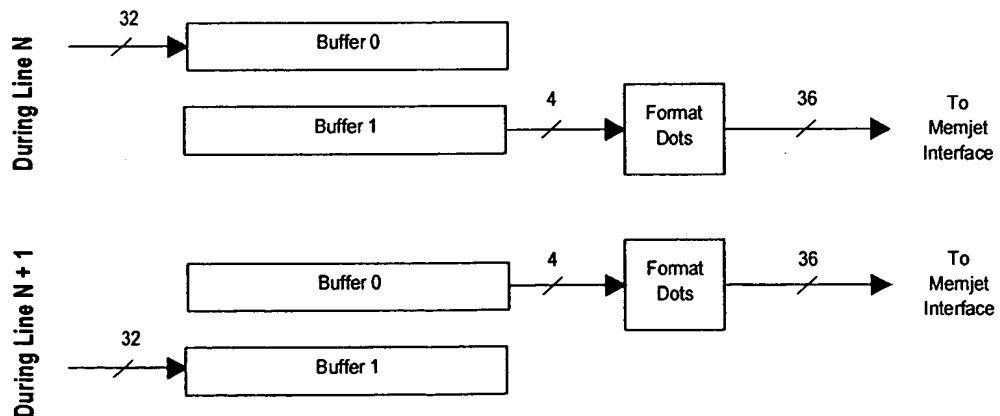 During Line N
32
Buffer 0
Buffer 1
4
Format
Dots
36
To
Memjet
Interface
During Line N + 1
Buffer 0
4
Format
Dots
36
To
Memjet
Interface
32
Buffer 1